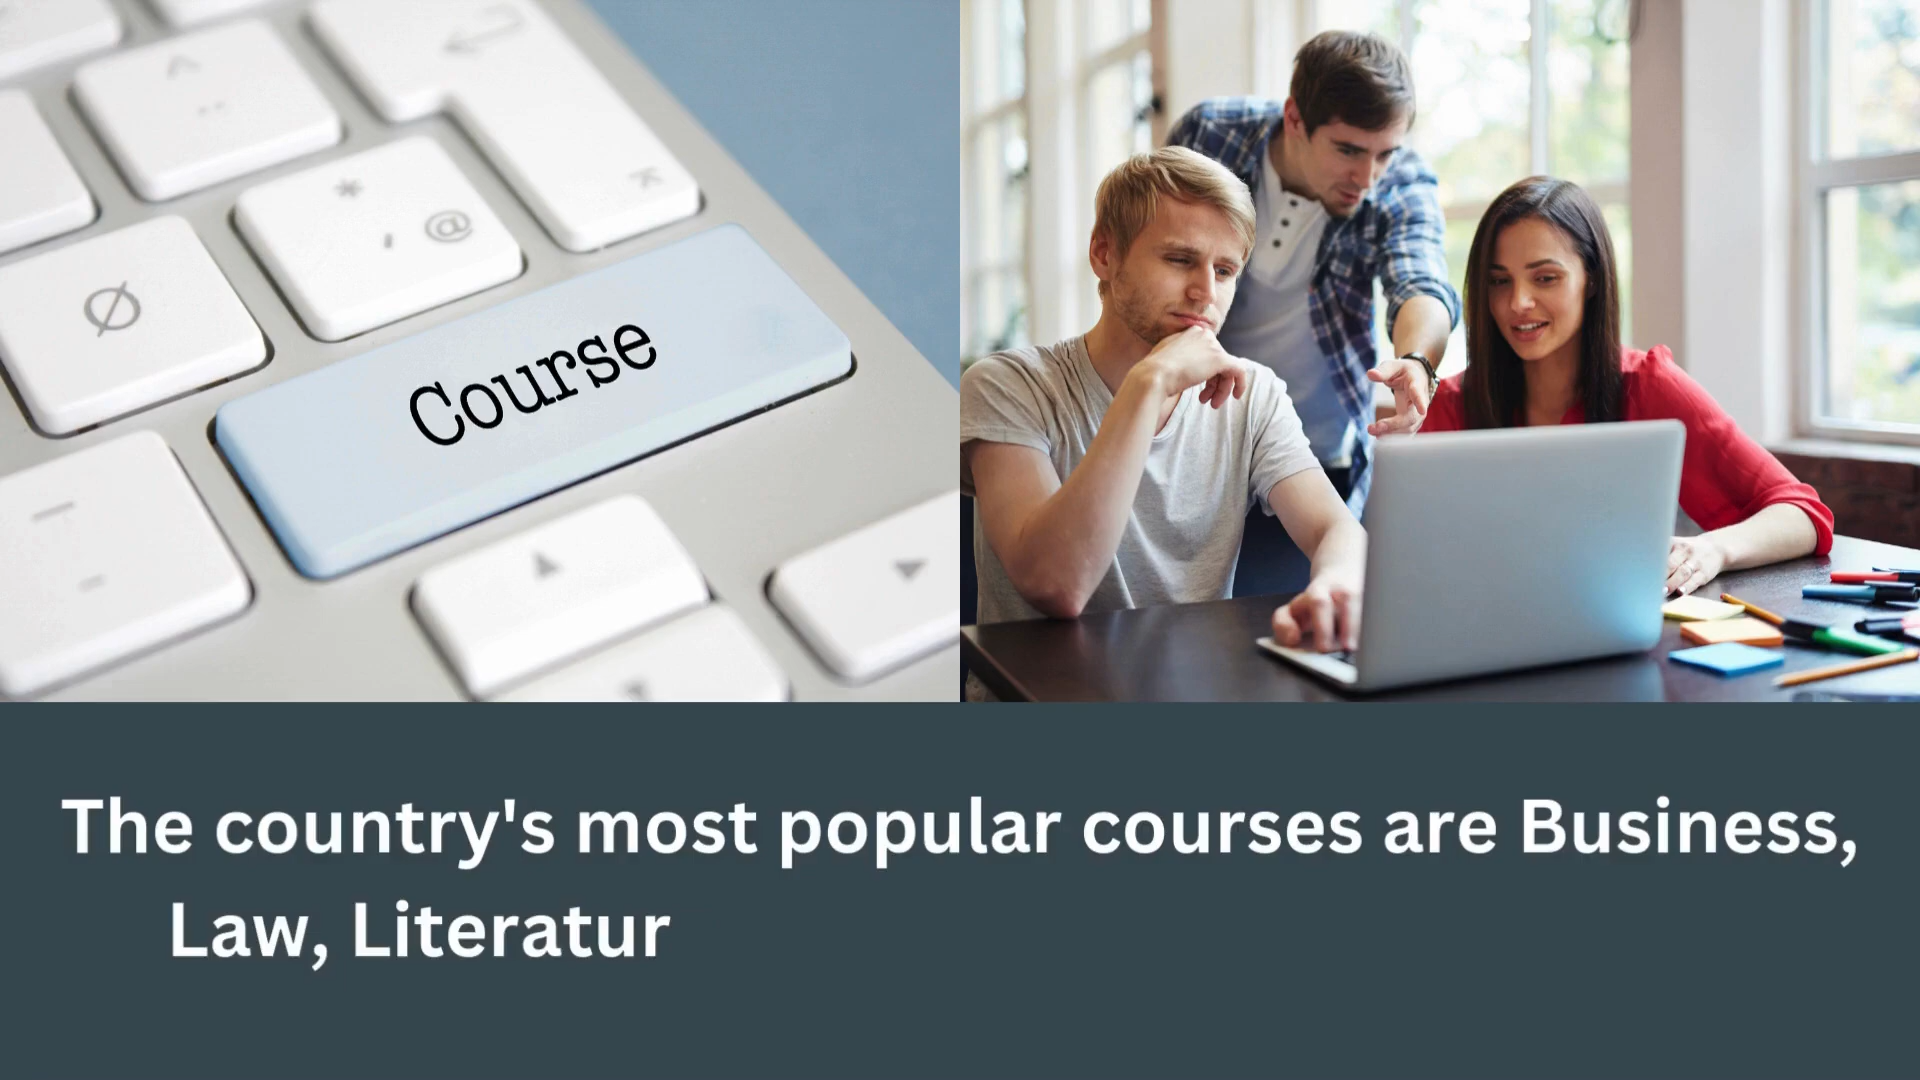 Course
The country's most popular courses are Business,
Law, Literatur